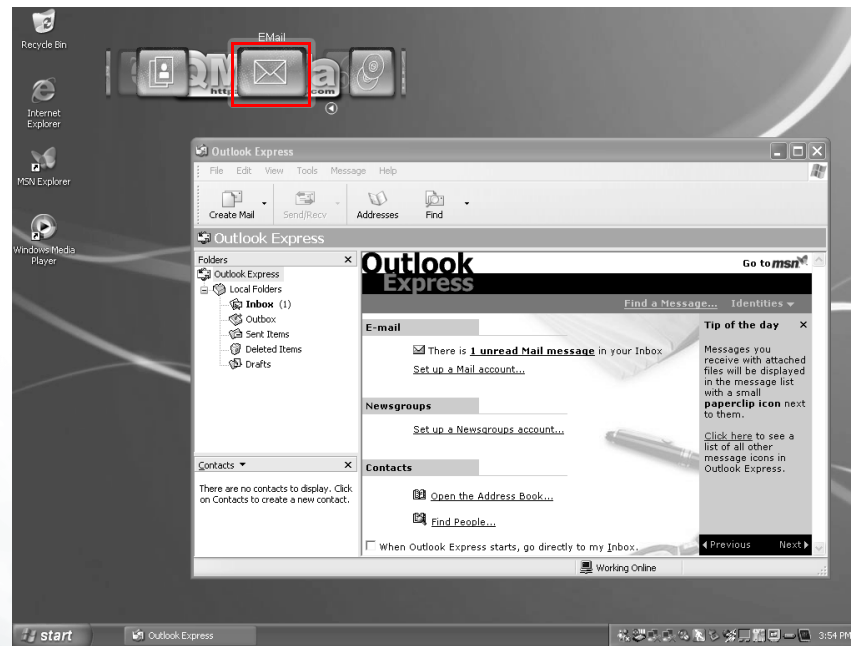 Recycle Bin
Internet
Explorer
MSN Explorer
Windows Media
Player
EMail
Outlook Express
File Edit View Tools Message Help
Create Mail Send/Recv Addresses Find
Outlook Express
Folders
Outlook Express
Local Folders
Inbox (1)
Outbox
Sent Items
Deleted Items
Drafts
Contacts
There are no contacts to display. Click
on Contacts to create a new contact.
Outlook
Express
Go to msn
Find a Message... Identities
E-mail
There is 1 unread Mail message in your Inbox
Set up a Mail account...
Newsgroups
Set up a Newsgroups account...
Contacts
Open the Address Book...
Find People...
When Outlook Express starts, go directly to my Inbox.
Tip of the day
Messages you
receive with attached
files will be displayed
in the message list
with a small
paperclip icon next
to them.
Click here to see a
list of all other
message icons in
Outlook Express.
Previous Next
Working Online
start Outlook Express 3:54 PM